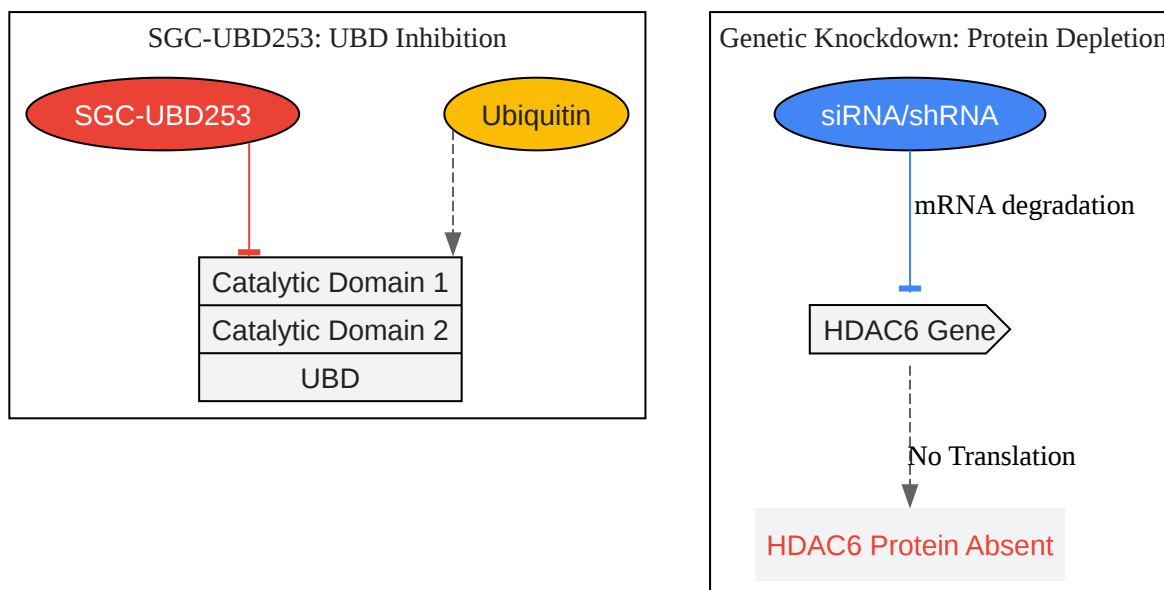 SGC-UBD253: UBD Inhibition
SGC-UBD253
Ubiquitin
Catalytic Domain 1
Catalytic Domain 2
UBD
Genetic Knockdown: Protein Depletion
siRNA/shRNA
mRNA degradation
HDAC6 Gene
No Translation
HDAC6 Protein Absent